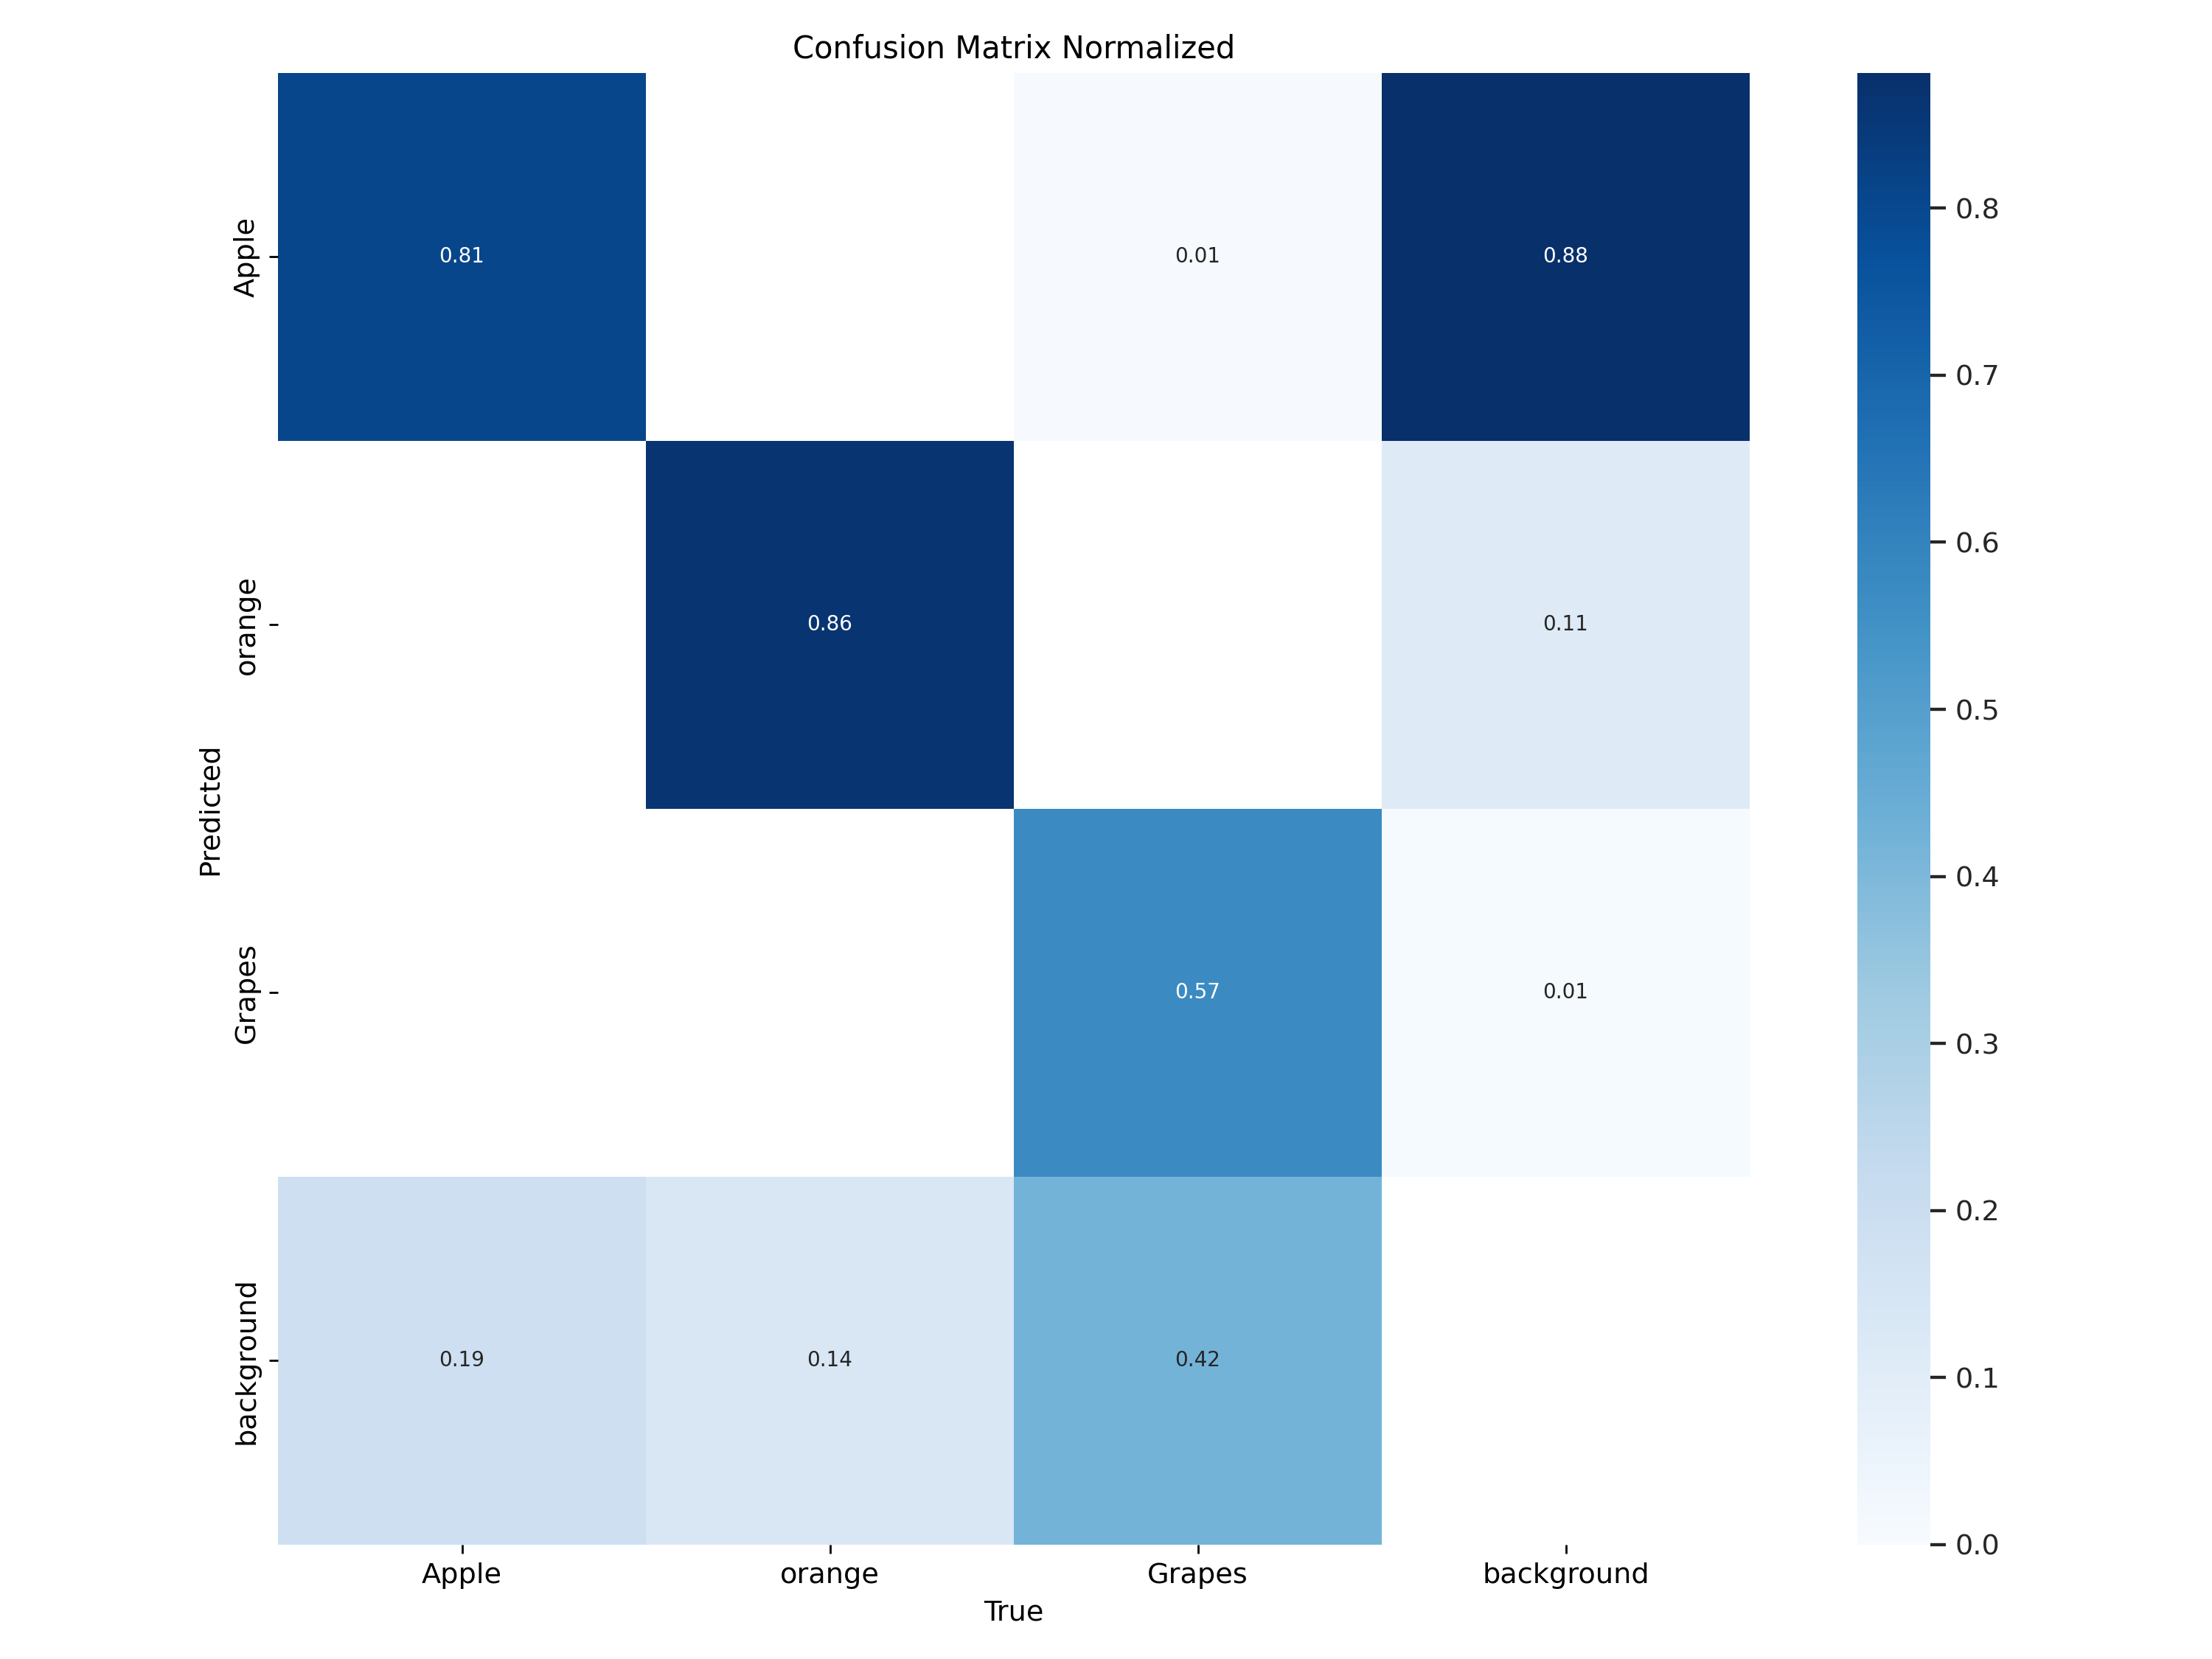 Confusion Matrix Normalized
Apple
0.81
0.01
0.88
orange
0.86
0.11
Grapes
0.57
0.01
background
0.19
0.14
0.42
Predicted
Apple
orange
Grapes
background
True
0.8
0.7
0.6
0.5
0.4
0.3
0.2
0.1
0.0